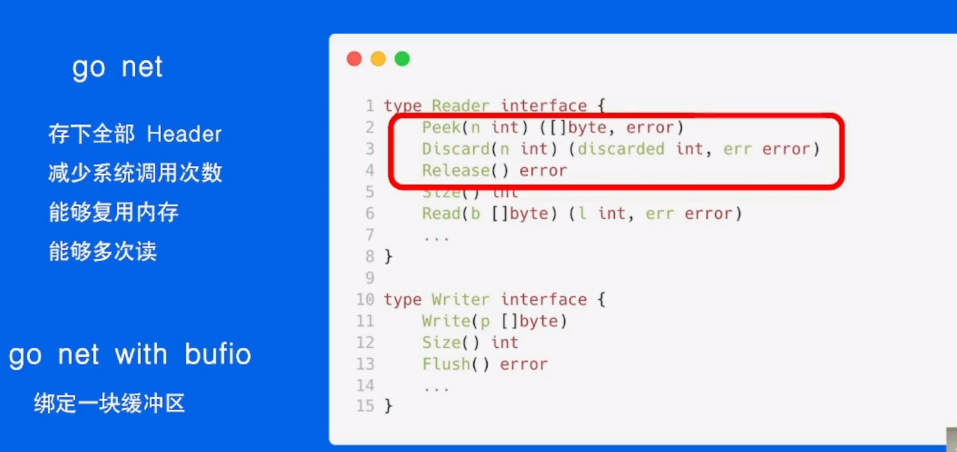 go net
存下全部 Header
减少系统调用次数
能够复用内存
能够多次读
go net with bufio
绑定一块缓冲区
1 type Reader interface {
2 Peek(n int) ([]byte, error)
3 Discard(n int) (discarded int, err error)
4 Release() error
5 Size() int
6 Read(b []byte) (l int, err error)
7 ...
8 }
9
10 type Writer interface {
11 Write(p []byte)
12 Size() int
13 Flush() error
14 ...
15 }